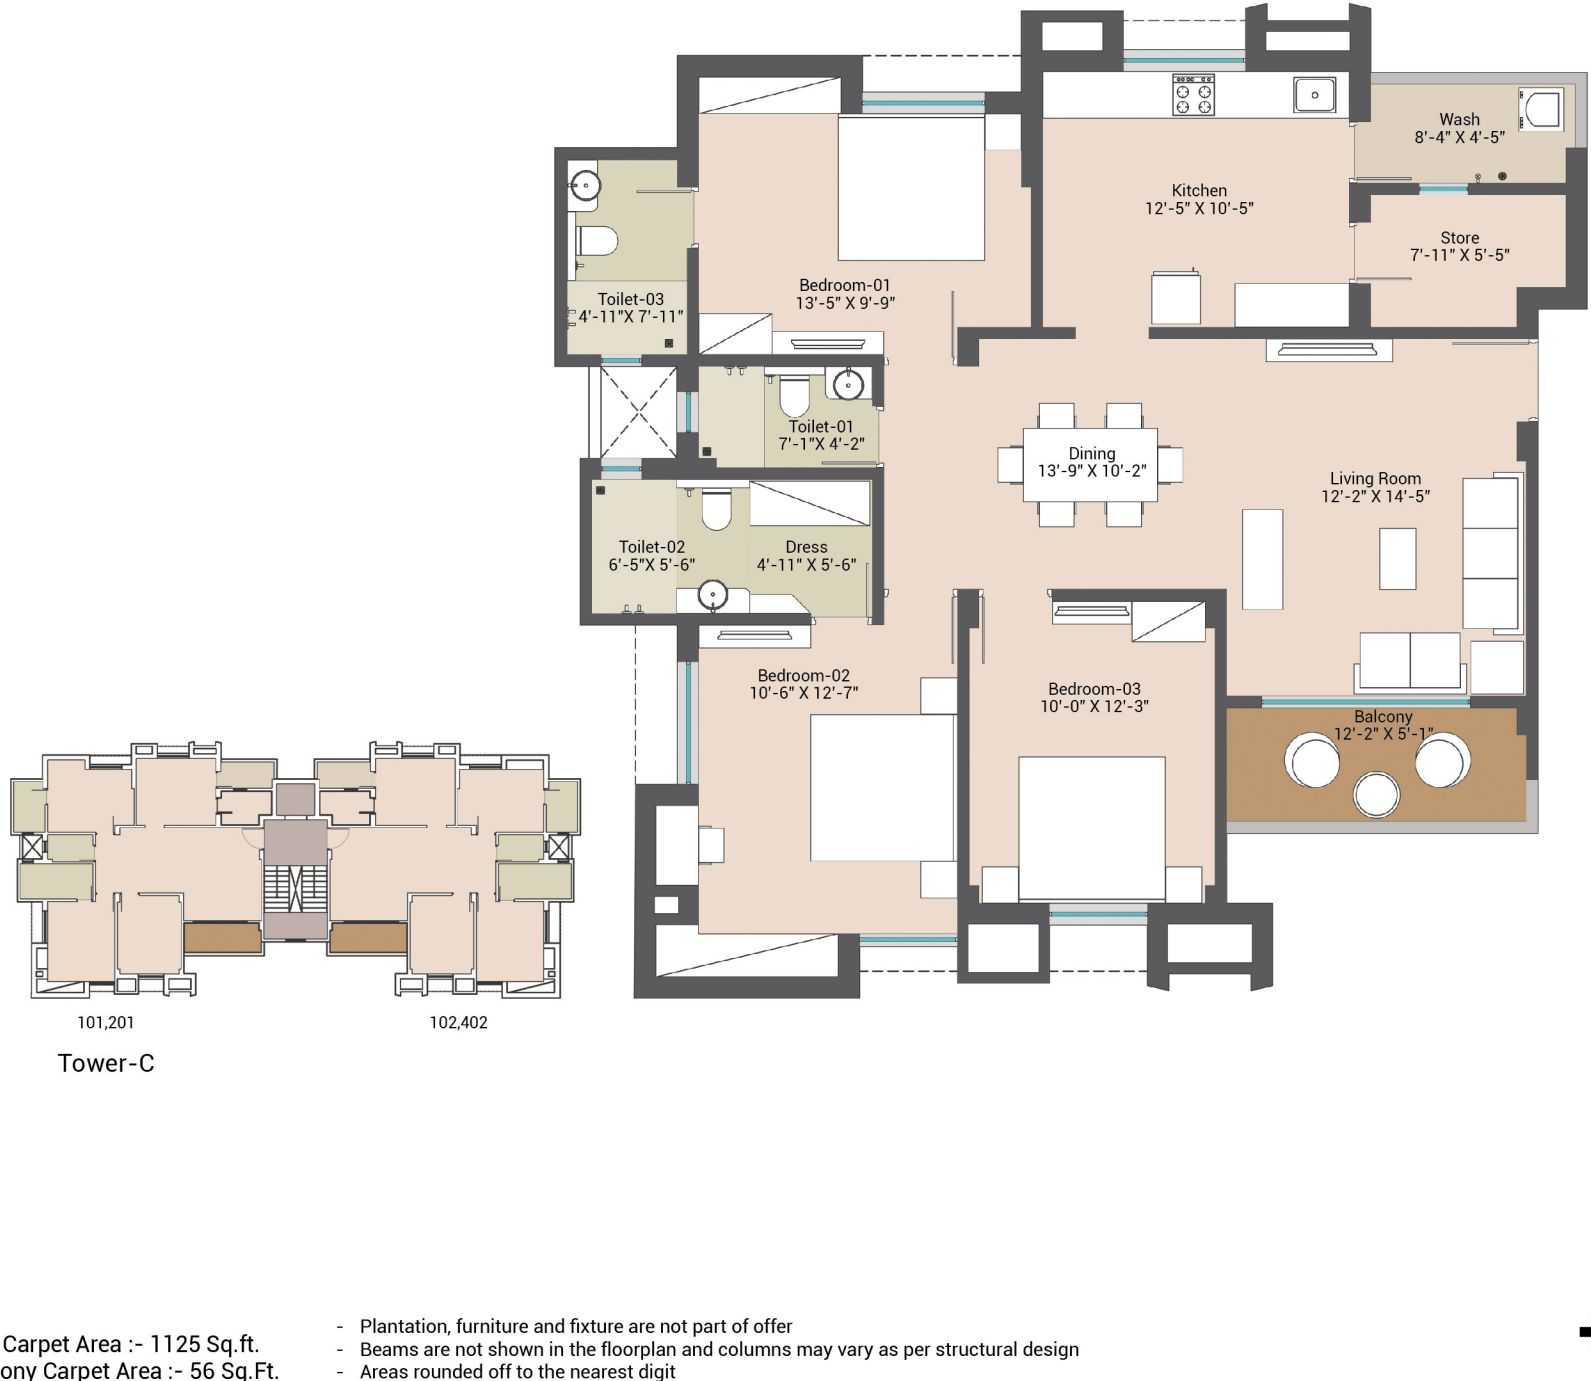 Wash
8'-4" X 4'-5"
Kitchen
12'-5" X 10'-5"
Store
7'-11" X 5'-5"
Bedroom-01
13'-5" X 9'-9"
Toilet-03
4'-11"X 7'-11"
Toilet-01
7'-1"X 4'-2"
Dining
13'-9" X 10'-2"
Living Room
12'-2" X 14'-5"
Toilet-02
6'-5"X 5'-6"
Dress
4'-11" X 5'-6"
Bedroom-02
10'-6" X 12'-7"
Bedroom-03
10'-0" X 12'-3"
Balcony
12'-2" X 5'-1"
101,201
102,402
Tower-C
Carpet Area :- 1125 Sq.ft.
ony Carpet Area :- 56 Sq.Ft.
- Plantation, furniture and fixture are not part of offer
- Beams are not shown in the floorplan and columns may vary as per structural design
- Areas rounded off to the nearest digit